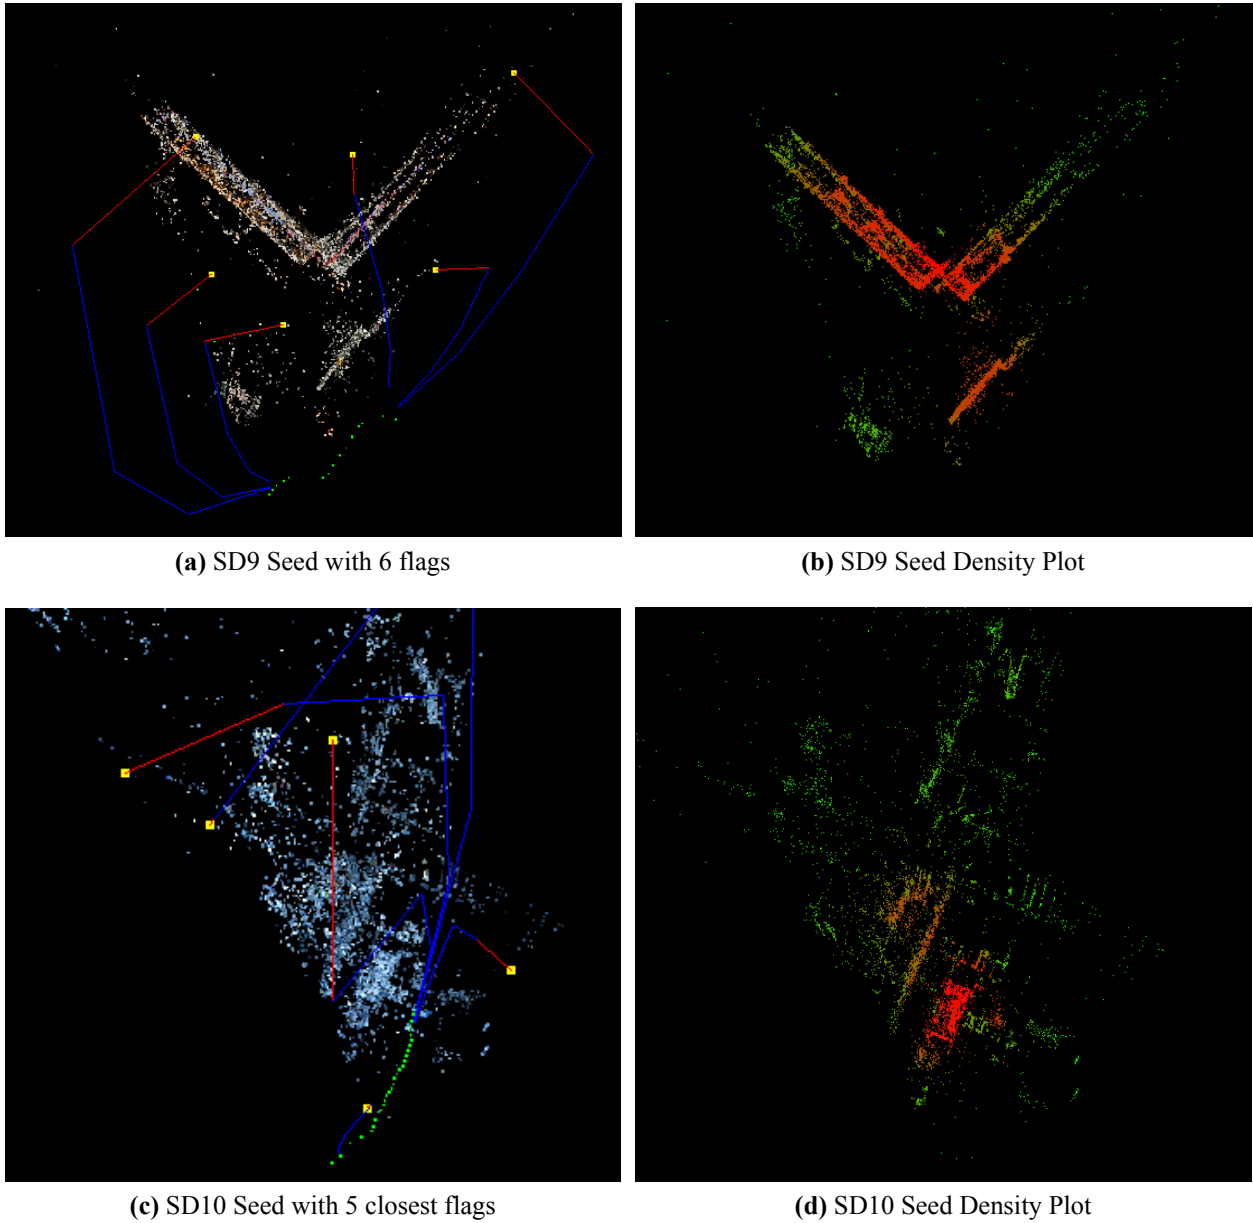 (a) SD9 Seed with 6 flags
(b) SD9 Seed Density Plot
(c) SD10 Seed with 5 closest flags
(d) SD10 Seed Density Plot